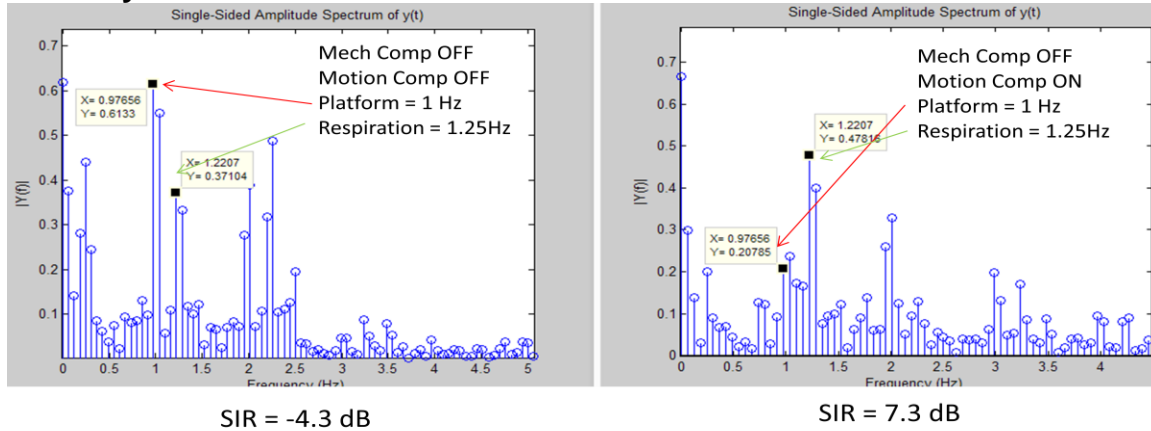 Single-Sided Amplitude Spectrum of y(t)
0.7
0.6
0.5
0.4
0.3
0.2
0.1
|Y(f)|
X= 0.97656
Y= 0.6133
X= 1.2207
Y= 0.37104
Mech Comp OFF
Motion Comp OFF
Platform = 1 Hz
Respiration = 1.25Hz
0 0.5 1 1.5 2 2.5 3 3.5 4 4.5 5
Frequency (Hz)
SIR = -4.3 dB
Single-Sided Amplitude Spectrum of y(t)
0.7
0.6
0.5
0.4
0.3
0.2
0.1
0
|Y(f)|
X= 1.2207
Y= 0.47816
X= 0.97656
Y= 0.20785
Mech Comp OFF
Motion Comp ON
Platform = 1 Hz
Respiration = 1.25Hz
0 0.5 1 1.5 2 2.5 3 3.5 4
Frequency (Hz)
SIR = 7.3 dB